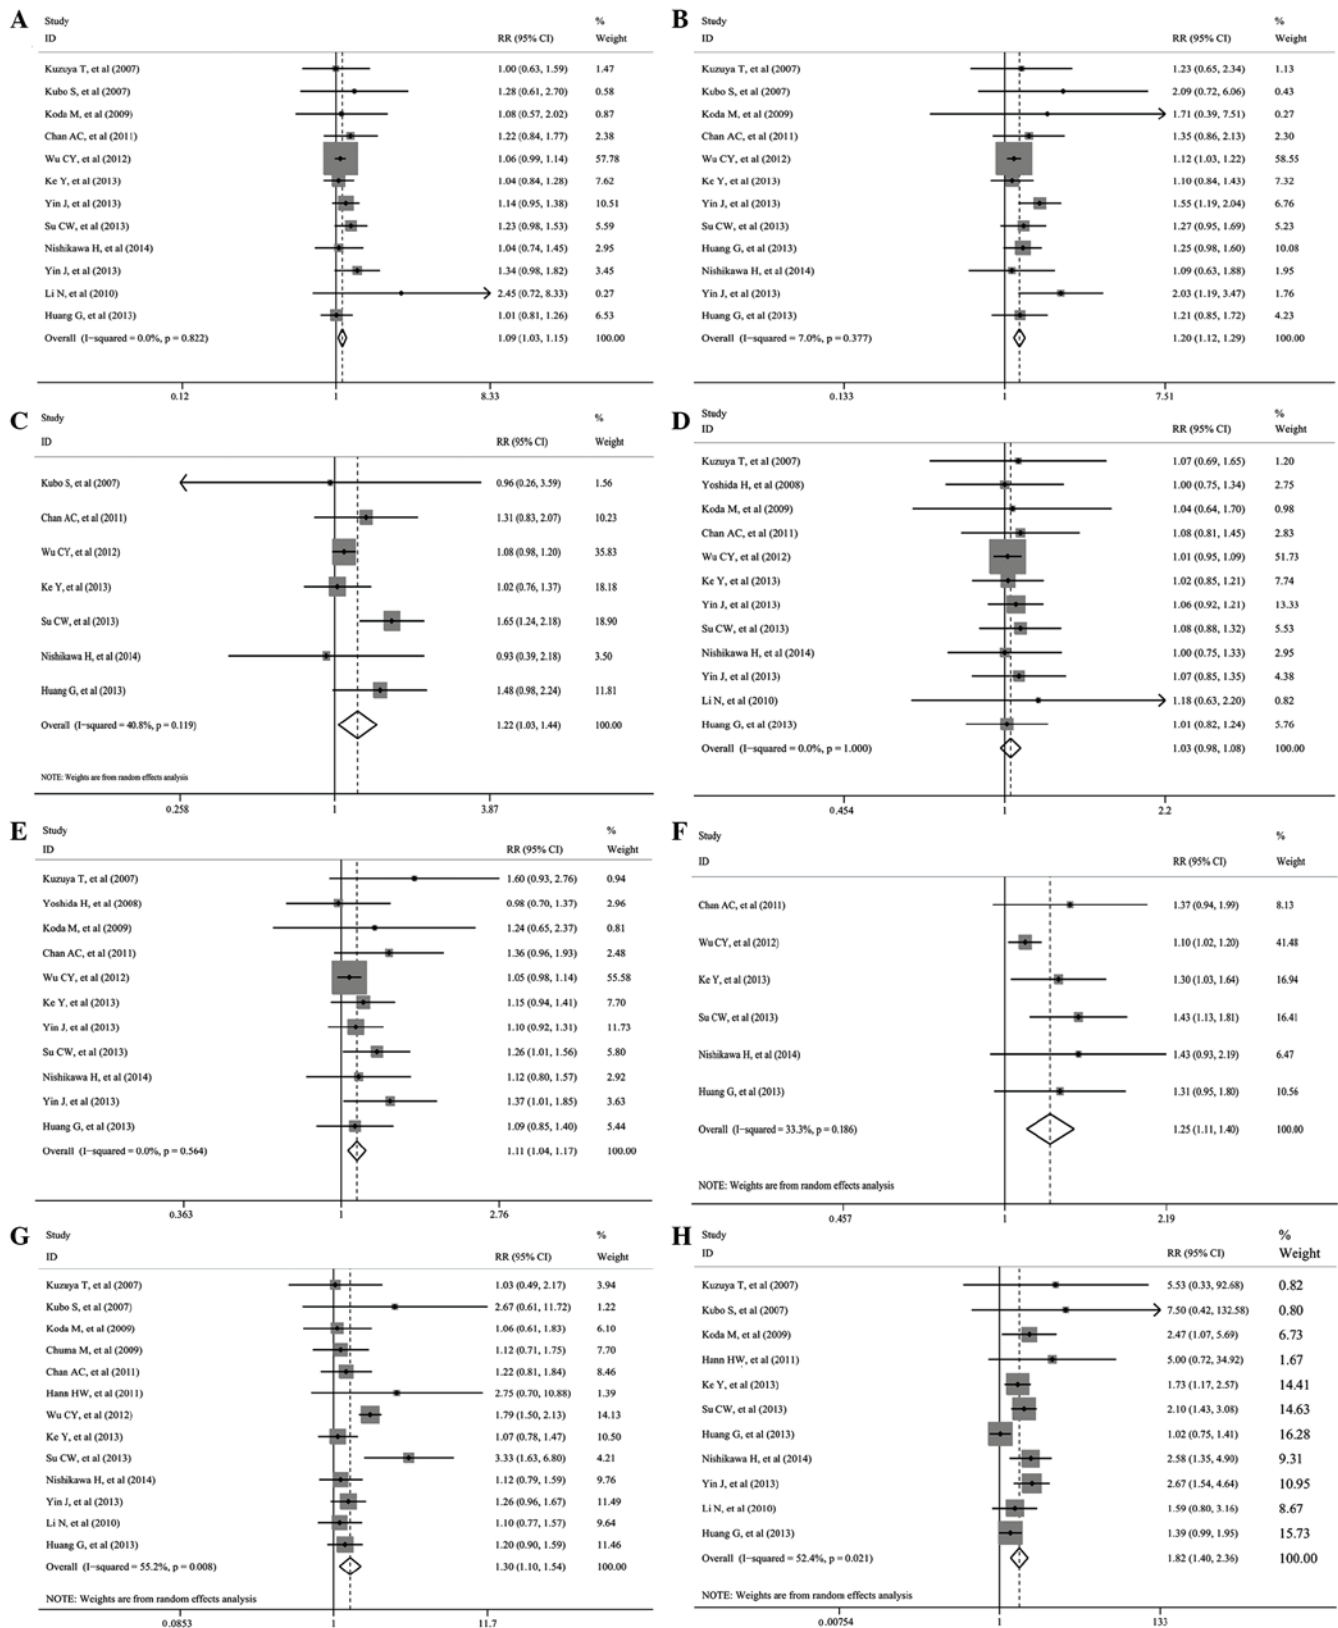 A
Study %
ID RR (95% CI) Weight
Kuzuya T, et al (2007) 1.00 (0.63, 1.59) 1.47
Kubo S, et al (2007) 1.28 (0.61, 2.70) 0.58
Koda M, et al (2009) 1.08 (0.57, 2.02) 0.87
Chan AC, et al (2011) 1.22 (0.84, 1.77) 2.38
Wu CY, et al (2012) 1.06 (0.99, 1.14) 57.78
Ke Y, et al (2013) 1.04 (0.84, 1.28) 7.62
Yin J, et al (2013) 1.14 (0.95, 1.38) 10.51
Su CW, et al (2013) 1.23 (0.98, 1.53) 5.59
Nishikawa H, et al (2014) 1.04 (0.74, 1.45) 2.95
Yin J, et al (2013) 1.34 (0.98, 1.82) 3.45
Li N, et al (2010) 2.45 (0.72, 8.33) 0.27
Huang G, et al (2013) 1.01 (0.81, 1.26) 6.53
Overall (I-squared = 0.0%, p = 0.822) 1.09 (1.03, 1.15) 100.00
0.12 1 8.33
B
Study %
ID RR (95% CI) Weight
Kuzuya T, et al (2007) 1.23 (0.65, 2.34) 1.13
Kubo S, et al (2007) 2.09 (0.72, 6.06) 0.43
Koda M, et al (2009) 1.71 (0.39, 7.51) 0.27
Chan AC, et al (2011) 1.35 (0.86, 2.13) 2.30
Wu CY, et al (2012) 1.12 (1.03, 1.22) 58.55
Ke Y, et al (2013) 1.10 (0.84, 1.43) 7.32
Yin J, et al (2013) 1.55 (1.19, 2.04) 6.76
Su CW, et al (2013) 1.27 (0.95, 1.69) 5.23
Huang G, et al (2013) 1.25 (0.98, 1.60) 10.08
Nishikawa H, et al (2014) 1.09 (0.63, 1.88) 1.95
Yin J, et al (2013) 2.03 (1.19, 3.47) 1.76
Huang G, et al (2013) 1.21 (0.85, 1.72) 4.23
Overall (I-squared = 7.0%, p = 0.377) 1.20 (1.12, 1.29) 100.00
0.133 1 7.51
C
Study %
ID RR (95% CI) Weight
Kubo S, et al (2007) 0.96 (0.26, 3.59) 1.56
Chan AC, et al (2011) 1.31 (0.83, 2.07) 10.23
Wu CY, et al (2012) 1.08 (0.98, 1.20) 35.83
Ke Y, et al (2013) 1.02 (0.76, 1.37) 18.18
Su CW, et al (2013) 1.65 (1.24, 2.18) 18.90
Nishikawa H, et al (2014) 0.93 (0.39, 2.18) 3.50
Huang G, et al (2013) 1.48 (0.98, 2.24) 11.81
Overall (I-squared = 40.8%, p = 0.119) 1.22 (1.03, 1.44) 100.00
NOTE: Weights are from random effects analysis
0.258 1 3.87
D
Study %
ID RR (95% CI) Weight
Kuzuya T, et al (2007) 1.07 (0.69, 1.65) 1.20
Yoshida H, et al (2008) 1.00 (0.75, 1.34) 2.75
Koda M, et al (2009) 1.04 (0.64, 1.70) 0.98
Chan AC, et al (2011) 1.08 (0.81, 1.45) 2.83
Wu CY, et al (2012) 1.01 (0.95, 1.09) 51.73
Ke Y, et al (2013) 1.02 (0.85, 1.21) 7.74
Yin J, et al (2013) 1.06 (0.92, 1.21) 13.33
Su CW, et al (2013) 1.08 (0.88, 1.32) 5.53
Nishikawa H, et al (2014) 1.00 (0.75, 1.33) 2.95
Yin J, et al (2013) 1.07 (0.85, 1.35) 4.38
Li N, et al (2010) 1.18 (0.63, 2.20) 0.82
Huang G, et al (2013) 1.01 (0.82, 1.24) 5.76
Overall (I-squared = 0.0%, p = 1.000) 1.03 (0.98, 1.08) 100.00
0.454 1 2.2
E
Study %
ID RR (95% CI) Weight
Kuzuya T, et al (2007) 1.60 (0.93, 2.76) 0.94
Yoshida H, et al (2008) 0.98 (0.70, 1.37) 2.96
Koda M, et al (2009) 1.24 (0.65, 2.37) 0.81
Chan AC, et al (2011) 1.36 (0.96, 1.93) 2.48
Wu CY, et al (2012) 1.05 (0.98, 1.14) 55.58
Ke Y, et al (2013) 1.15 (0.94, 1.41) 7.70
Yin J, et al (2013) 1.10 (0.92, 1.31) 11.73
Su CW, et al (2013) 1.26 (1.01, 1.56) 5.80
Nishikawa H, et al (2014) 1.12 (0.80, 1.57) 2.92
Yin J, et al (2013) 1.37 (1.01, 1.85) 3.63
Huang G, et al (2013) 1.09 (0.85, 1.40) 5.44
Overall (I-squared = 0.0%, p = 0.564) 1.11 (1.04, 1.17) 100.00
0.363 1 2.76
F
Study %
ID RR (95% CI) Weight
Chan AC, et al (2011) 1.37 (0.94, 1.99) 8.13
Wu CY, et al (2012) 1.10 (1.02, 1.20) 41.48
Ke Y, et al (2013) 1.30 (1.03, 1.64) 16.94
Su CW, et al (2013) 1.43 (1.13, 1.81) 16.41
Nishikawa H, et al (2014) 1.43 (0.93, 2.19) 6.47
Huang G, et al (2013) 1.31 (0.95, 1.80) 10.56
Overall (I-squared = 33.3%, p = 0.186) 1.25 (1.11, 1.40) 100.00
NOTE: Weights are from random effects analysis
0.457 1 2.19
G
Study %
ID RR (95% CI) Weight
Kuzuya T, et al (2007) 1.03 (0.49, 2.17) 3.94
Kubo S, et al (2007) 2.67 (0.61, 11.72) 1.22
Koda M, et al (2009) 1.06 (0.61, 1.83) 6.10
Chuma M, et al (2009) 1.12 (0.71, 1.75) 7.70
Chan AC, et al (2011) 1.22 (0.81, 1.84) 8.46
Hann HW, et al (2011) 2.75 (0.70, 10.88) 1.39
Wu CY, et al (2012) 1.79 (1.50, 2.13) 14.13
Ke Y, et al (2013) 1.07 (0.78, 1.47) 10.50
Su CW, et al (2013) 3.33 (1.63, 6.80) 4.21
Nishikawa H, et al (2014) 1.12 (0.79, 1.59) 9.76
Yin J, et al (2013) 1.26 (0.96, 1.67) 11.49
Li N, et al (2010) 1.10 (0.77, 1.57) 9.64
Huang G, et al (2013) 1.20 (0.90, 1.59) 11.46
Overall (I-squared = 55.2%, p = 0.008) 1.30 (1.10, 1.54) 100.00
NOTE: Weights are from random effects analysis
0.0853 1 11.7
H
Study %
ID RR (95% CI) Weight
Kuzuya T, et al (2007) 5.53 (0.33, 92.68) 0.82
Kubo S, et al (2007) 7.50 (0.42, 132.58) 0.80
Koda M, et al (2009) 2.47 (1.07, 5.69) 6.73
Hann HW, et al (2011) 5.00 (0.72, 34.92) 1.67
Ke Y, et al (2013) 1.73 (1.17, 2.57) 14.41
Su CW, et al (2013) 2.10 (1.43, 3.08) 14.63
Huang G, et al (2013) 1.02 (0.75, 1.41) 16.28
Nishikawa H, et al (2014) 2.58 (1.35, 4.90) 9.31
Yin J, et al (2013) 2.67 (1.54, 4.64) 10.95
Li N, et al (2010) 1.59 (0.80, 3.16) 8.67
Huang G, et al (2013) 1.39 (0.99, 1.95) 15.73
Overall (I-squared = 52.4%, p = 0.021) 1.82 (1.40, 2.36) 100.00
NOTE: Weights are from random effects analysis
0.00754 1 133